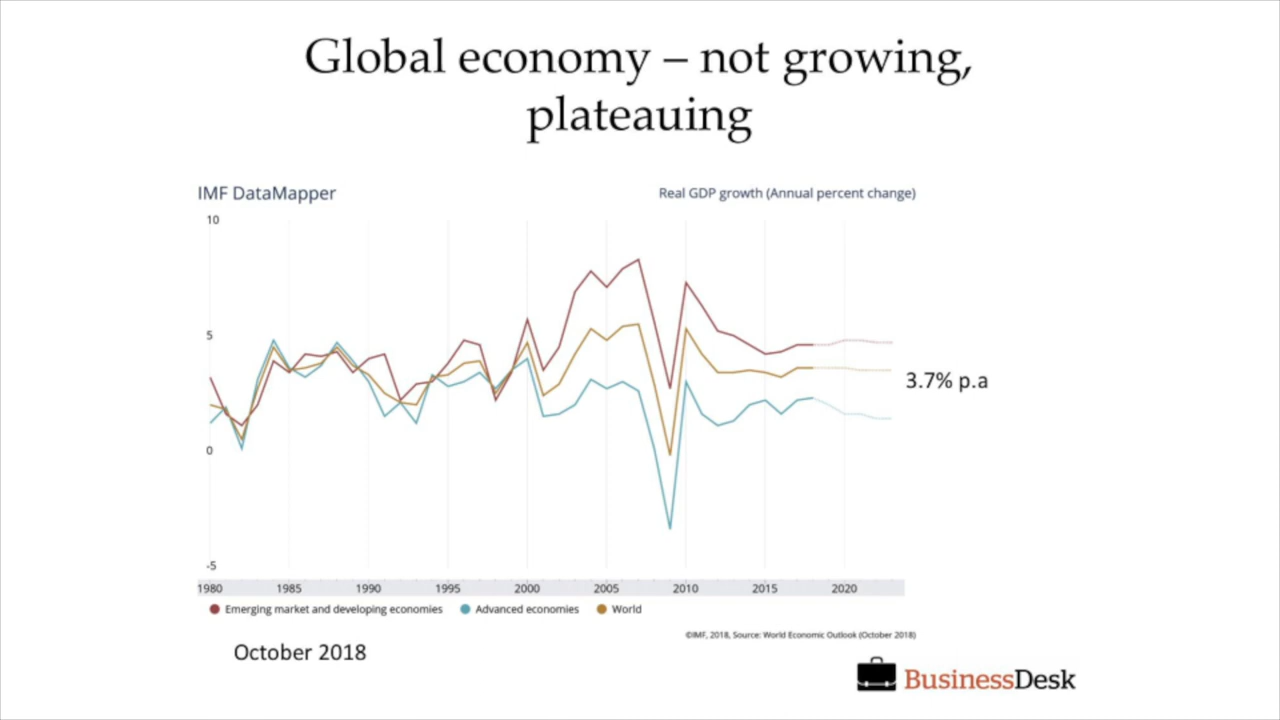 Global economy – not growing,
plateauing
IMF DataMapper
Real GDP growth (Annual percent change)
10
5
0
-5
3.7% p.a
1980 1985 1990 1995 2000 2005 2010 2015 2020
Emerging market and developing economies Advanced economies World
©IMF, 2018, Source: World Economic Outlook (October 2018)
October 2018
BusinessDesk